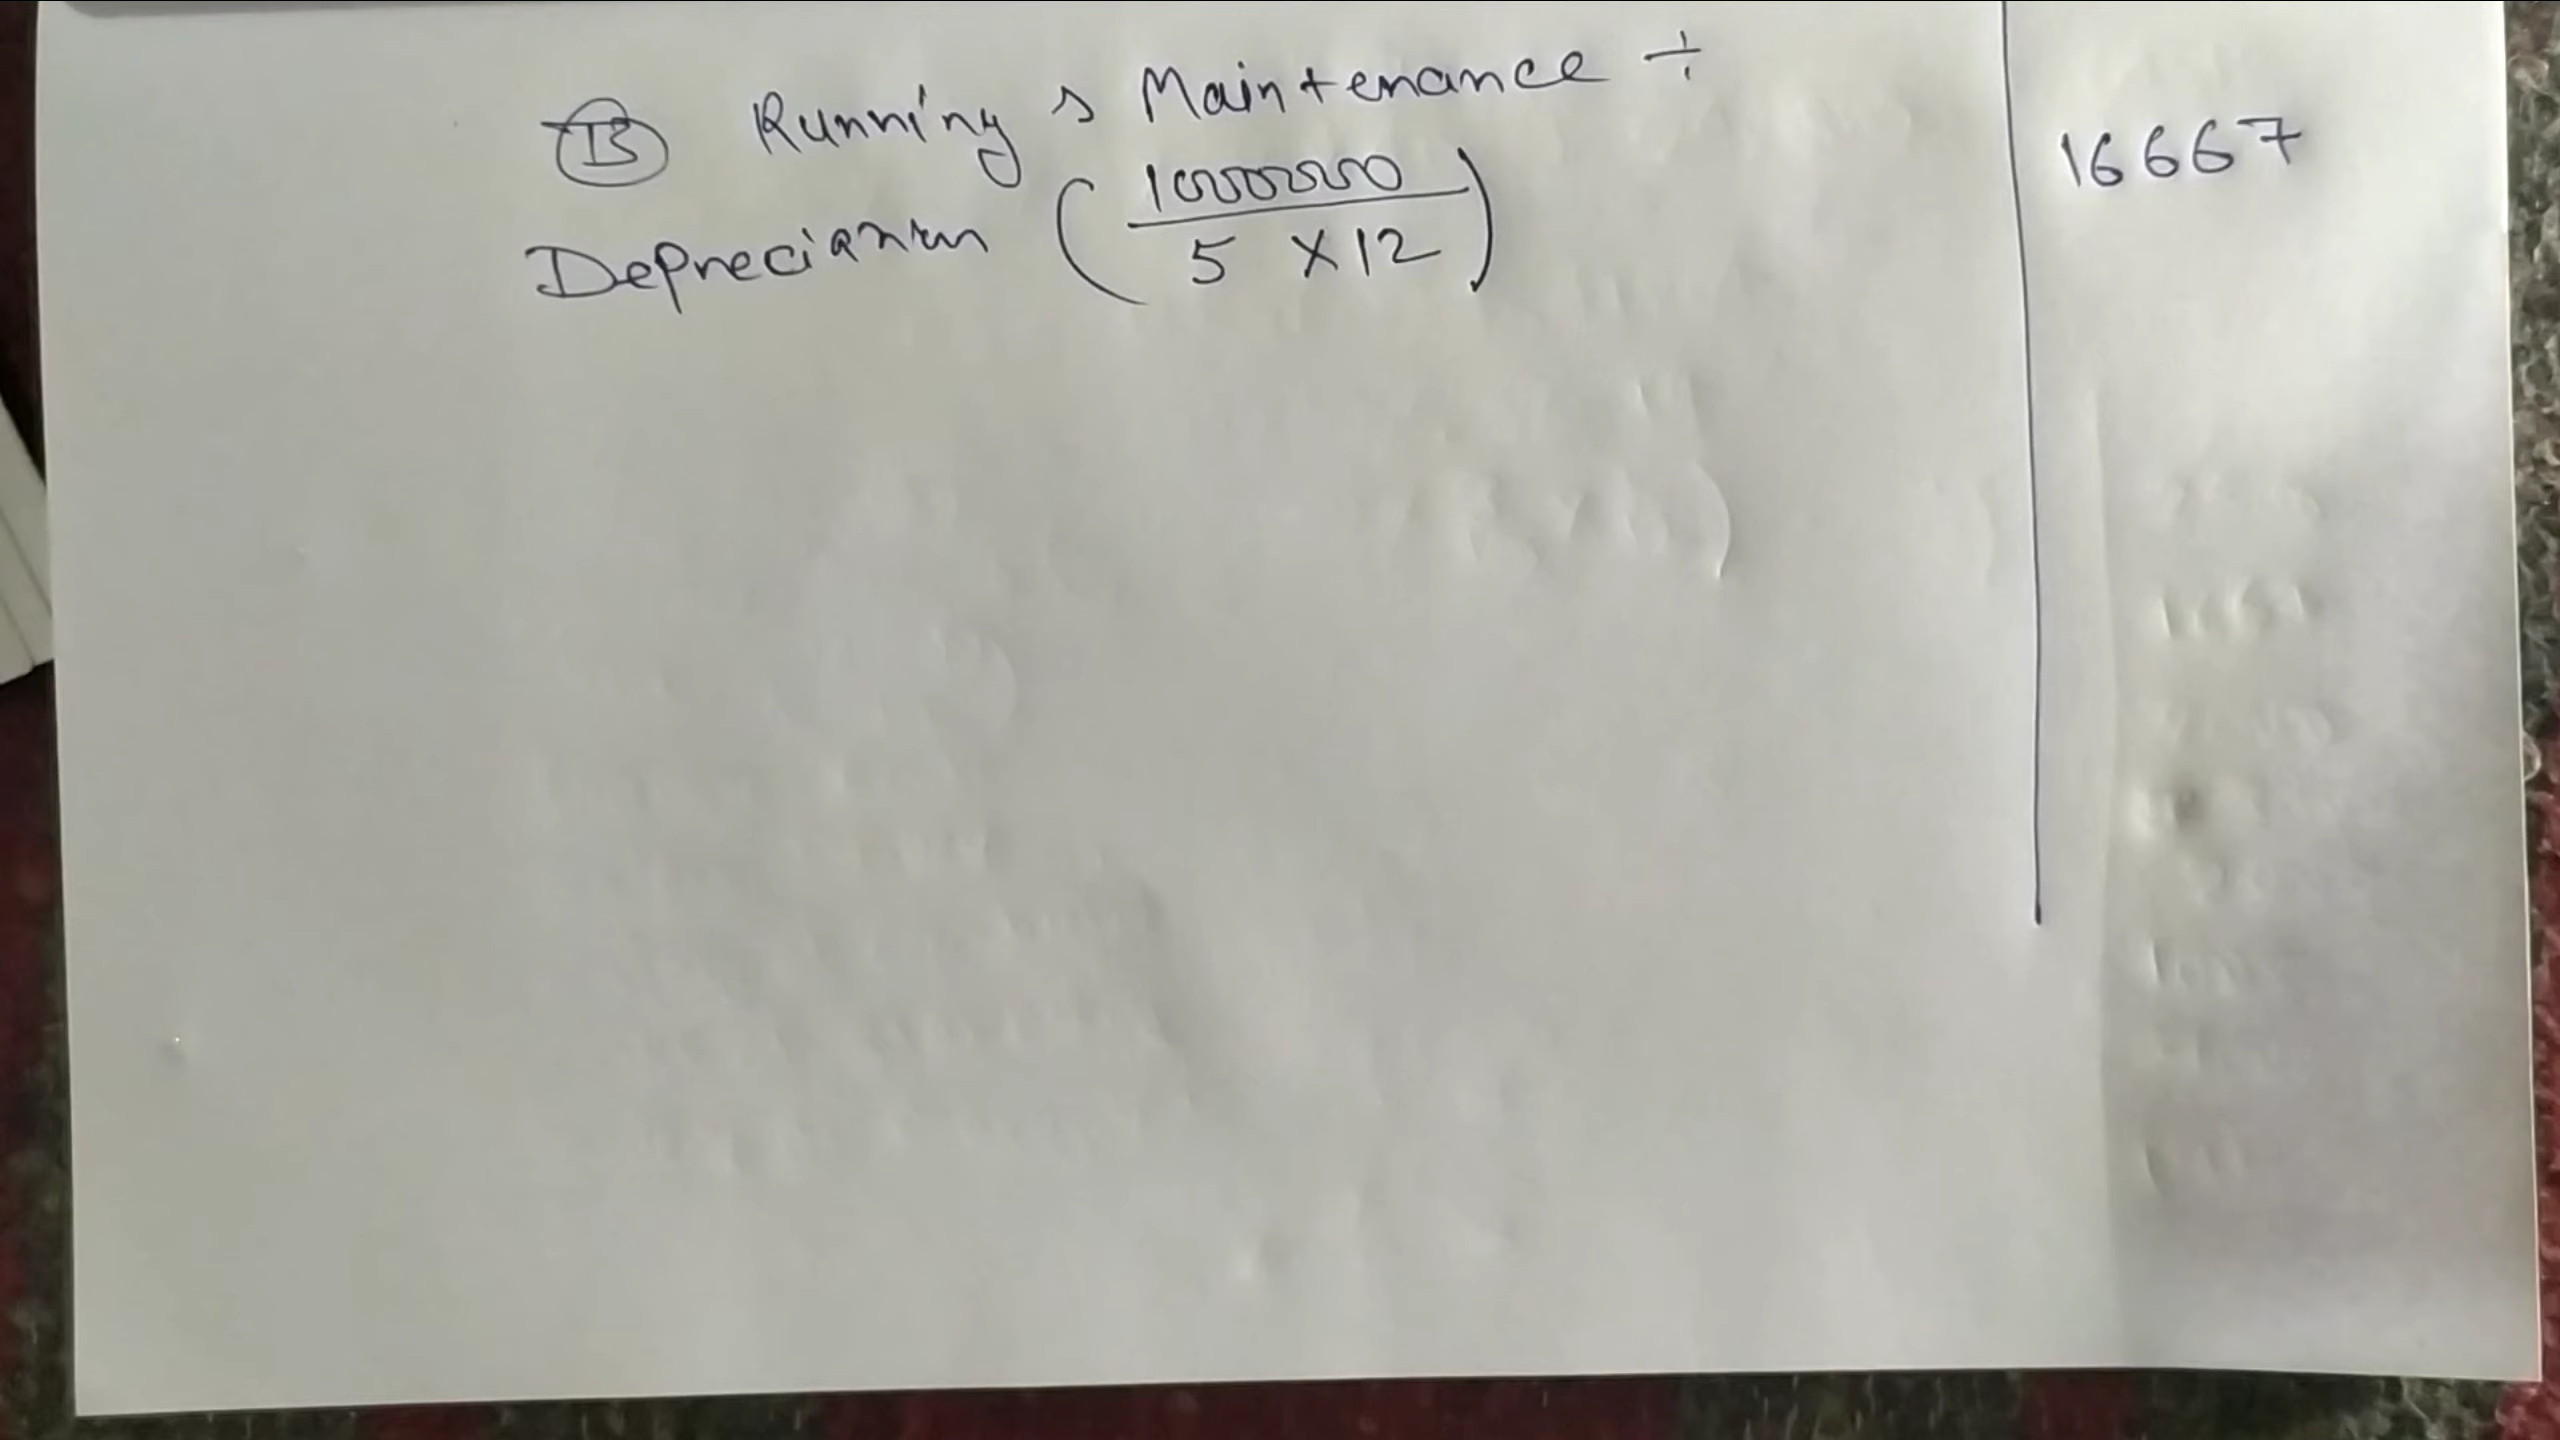 B Running & Maintenance ÷
Depreciation (1000000 / 5 × 12) 16667